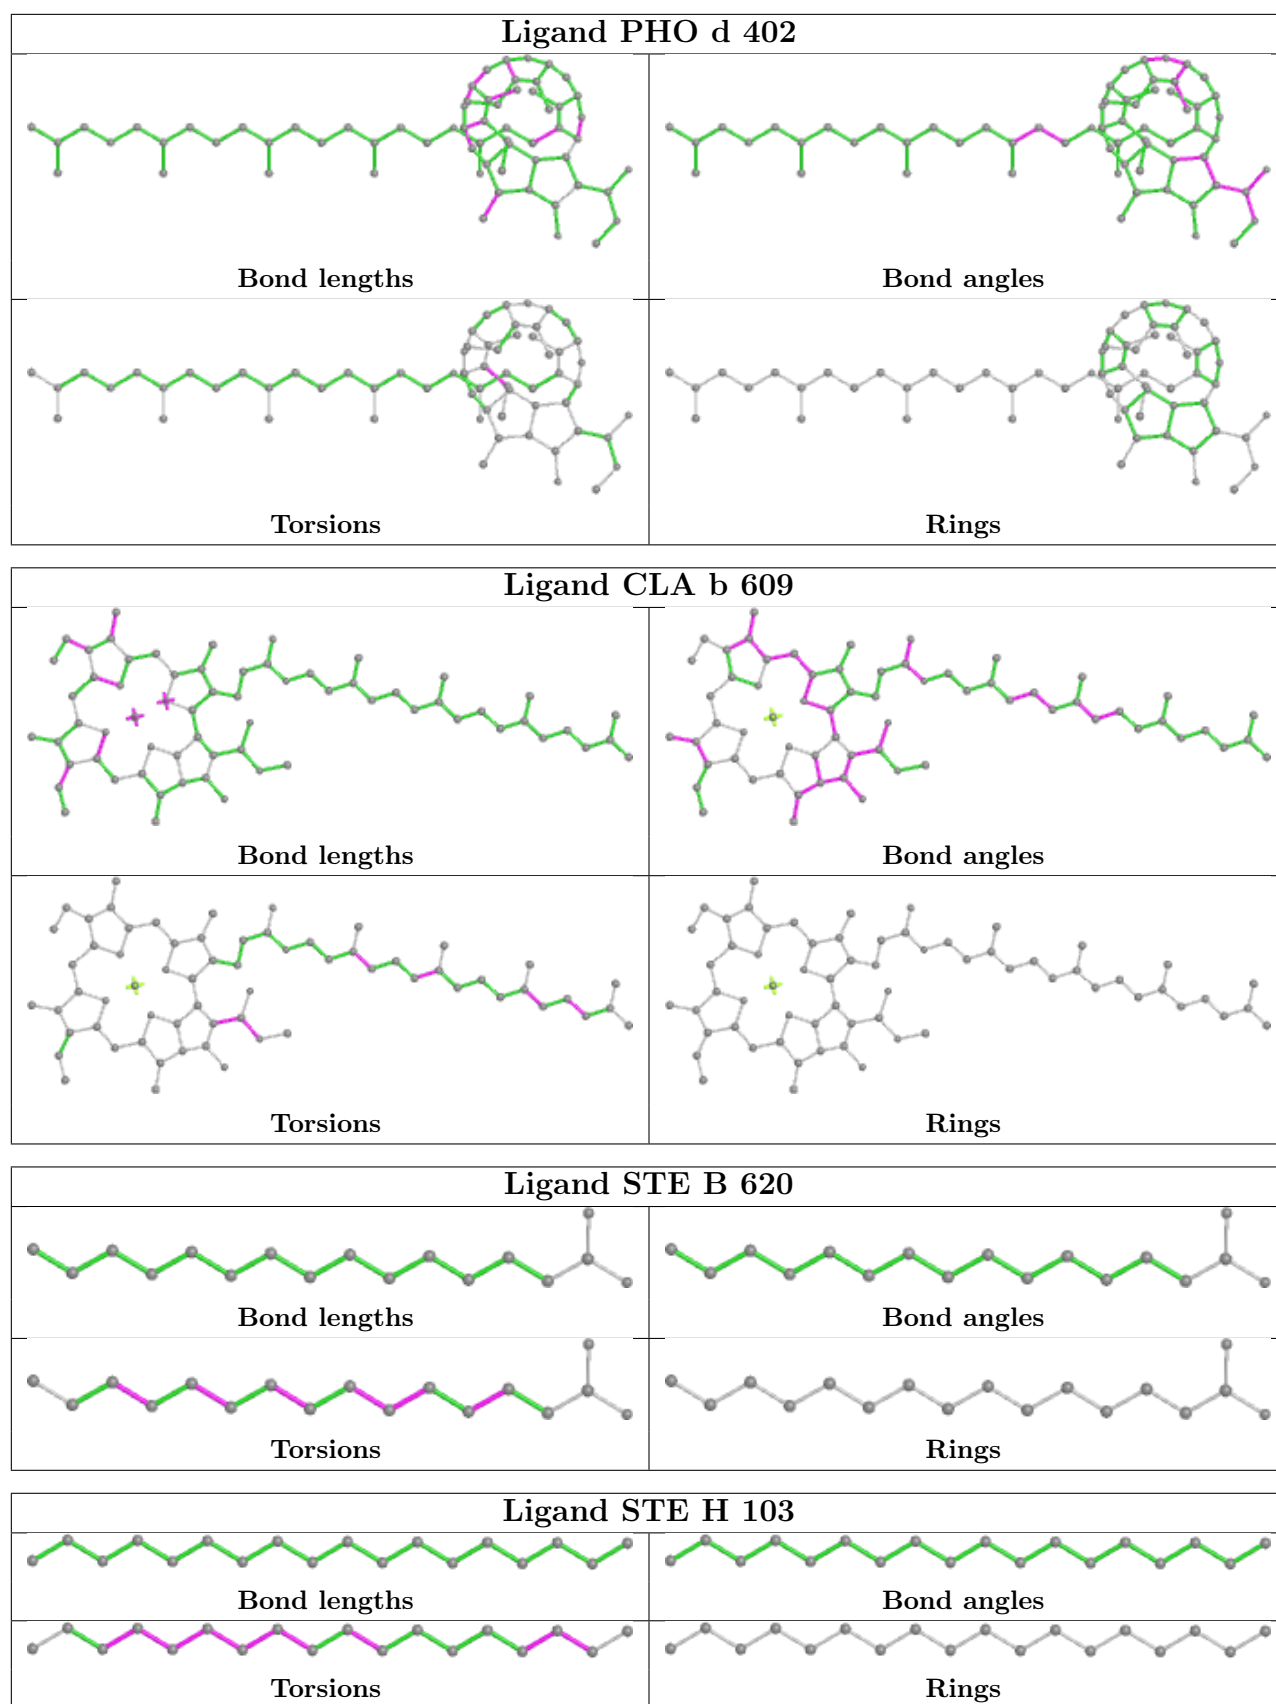 Ligand PHO d 402
Bond lengths
Bond angles
Torsions
Rings
Ligand CLA b 609
Bond lengths
Bond angles
Torsions
Rings
Ligand STE B 620
Bond lengths
Bond angles
Torsions
Rings
Ligand STE H 103
Bond lengths
Bond angles
Torsions
Rings